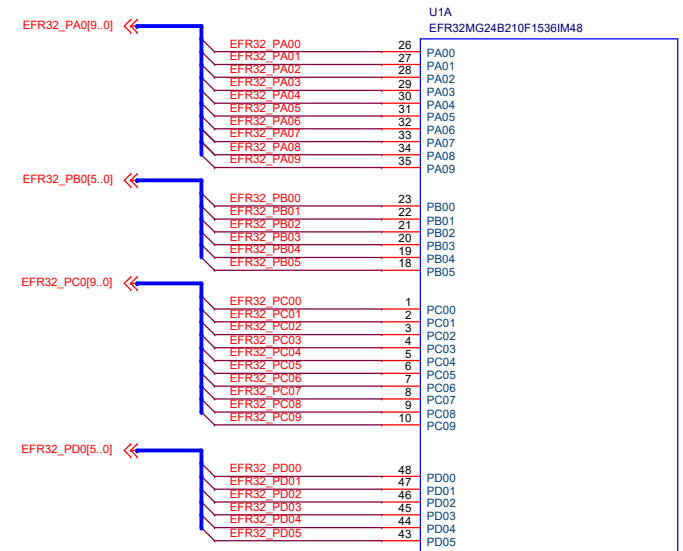 U1A
EFR32MG24B210F1536IM48
EFR32_PA0[9..0]
EFR32_PA00 26 PA00
EFR32_PA01 27 PA01
EFR32_PA02 28 PA02
EFR32_PA03 29 PA03
EFR32_PA04 30 PA04
EFR32_PA05 31 PA05
EFR32_PA06 32 PA06
EFR32_PA07 33 PA07
EFR32_PA08 34 PA08
EFR32_PA09 35 PA09
EFR32_PB0[5..0]
EFR32_PB00 23 PB00
EFR32_PB01 22 PB01
EFR32_PB02 21 PB02
EFR32_PB03 20 PB03
EFR32_PB04 19 PB04
EFR32_PB05 18 PB05
EFR32_PC0[9..0]
EFR32_PC00 1 PC00
EFR32_PC01 2 PC01
EFR32_PC02 3 PC02
EFR32_PC03 4 PC03
EFR32_PC04 5 PC04
EFR32_PC05 6 PC05
EFR32_PC06 7 PC06
EFR32_PC07 8 PC07
EFR32_PC08 9 PC08
EFR32_PC09 10 PC09
EFR32_PD0[5..0]
EFR32_PD00 48 PD00
EFR32_PD01 47 PD01
EFR32_PD02 46 PD02
EFR32_PD03 45 PD03
EFR32_PD04 44 PD04
EFR32_PD05 43 PD05